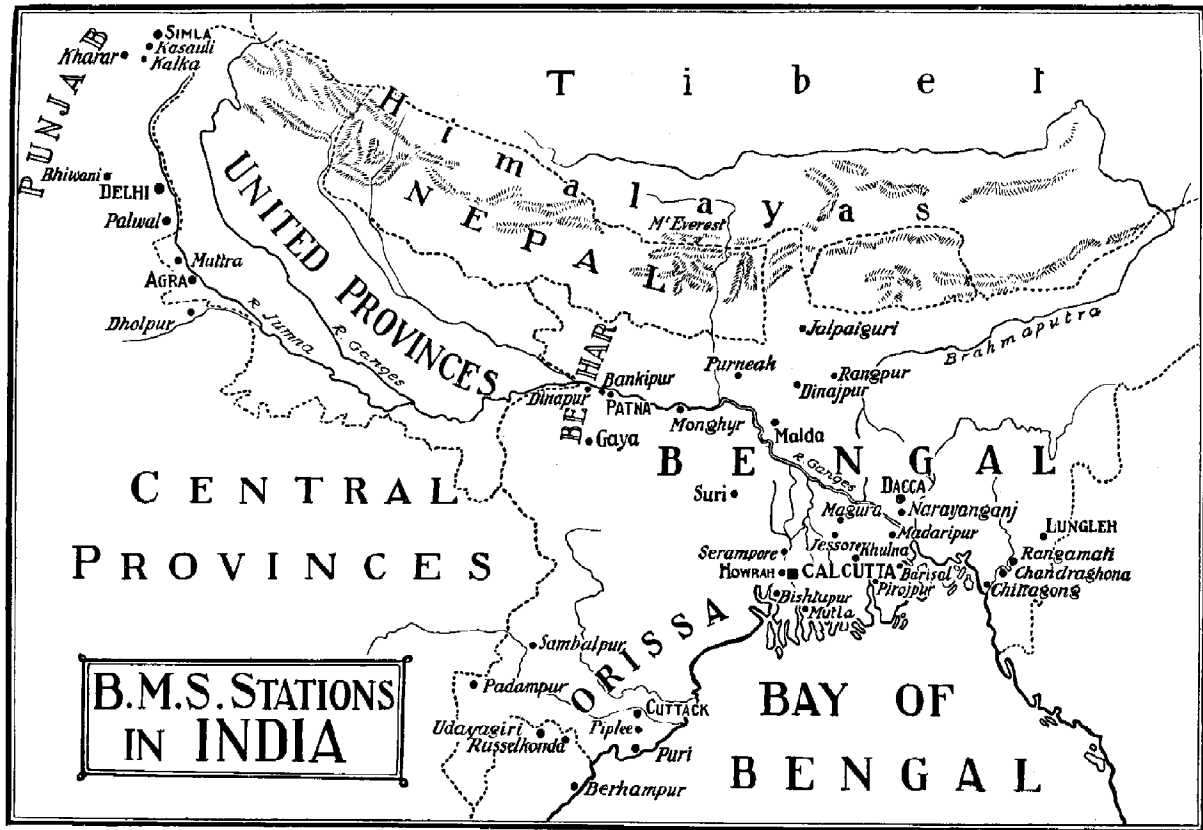 SIMLA
Kasauli
Kharar
Kalka
PUNJAB
Tibet
Himalayas
Bhiwani
DELHI
Palwal
UNITED PROVINCES
NEPAL
Mt Everest
Muttra
AGRA
Dholpur
R. Jumna
R. Ganges
Jalpaiguri
Brahmaputra
BEHAR
Purneah
Rangpur
Dinajpur
Bankipur
Dinapur
PATNA
Monghyr
Malda
Gaya
BENGAL
R. Ganges
CENTRAL
PROVINCES
Suri
DACCA
Narayanganj
Magura
Madaripur
LUNGLEH
Jessore
Khulna
Serampore
Rangamati
HOWRAH
CALCUTTA
Barisal
Chandraghona
Pirojpur
Chittagong
Bishtupur
Mutla
ORISSA
Sambalpur
Padampur
CUTTACK
Udayagiri
Piplee
Russelkonda
Puri
Berhampur
BAY OF
BENGAL
B.M.S. STATIONS
IN INDIA